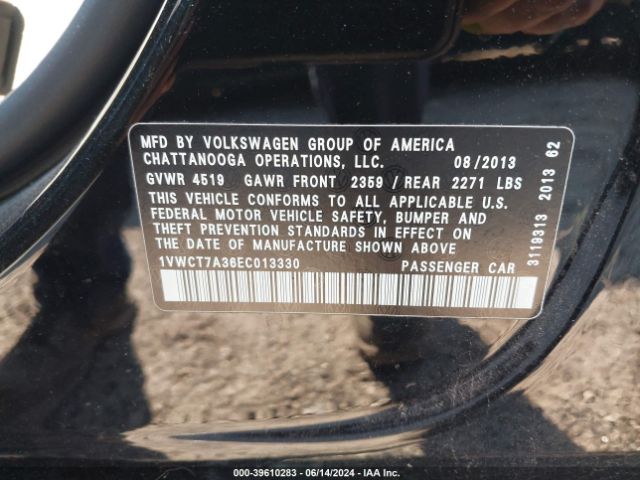 MFD BY VOLKSWAGEN GROUP OF AMERICA
CHATTANOOGA OPERATIONS, LLC. 08/2013
GVWR 4519 GAWR FRONT 2359 / REAR 2271 LBS
THIS VEHICLE CONFORMS TO ALL APPLICABLE U.S.
FEDERAL MOTOR VEHICLE SAFETY, BUMPER AND
THEFT PREVENTION STANDARDS IN EFFECT ON
THE DATE OF MANUFACTURE SHOWN ABOVE
1VWCT7A36EC013330 PASSENGER CAR
3119313 2013 62
000-39610283 - 06/14/2024 - IAA Inc.